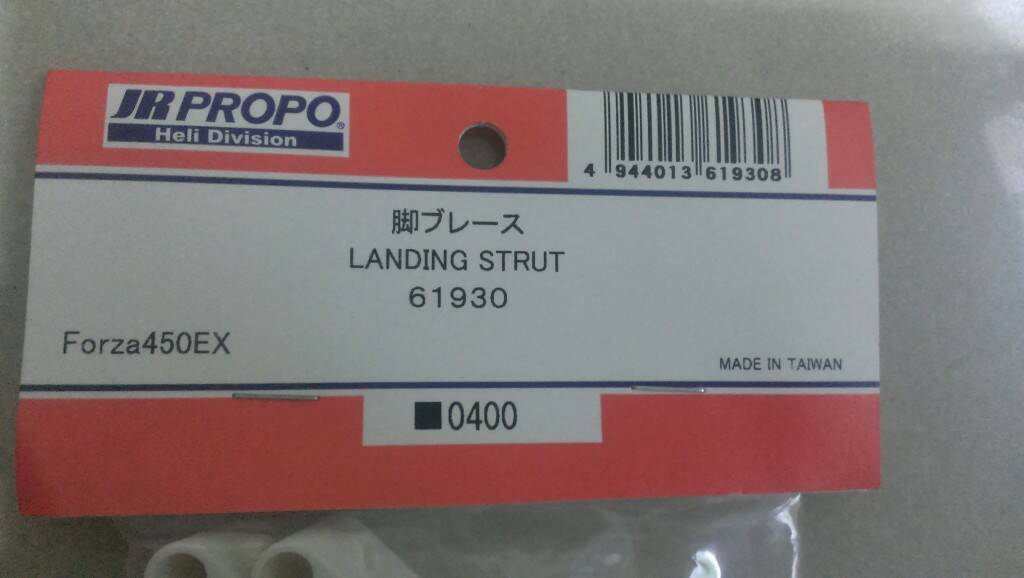 JR PROPO®
Heli Division
4 944013 619308
脚ブレース
LANDING STRUT
61930
Forza450EX
MADE IN TAIWAN
■0400